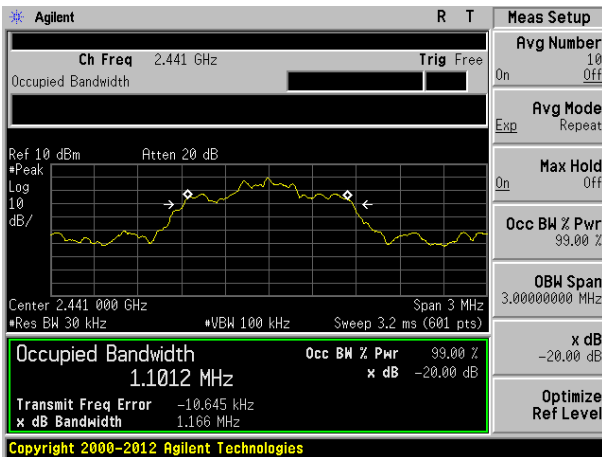 Agilent R T Meas Setup
Avg Number
10
On Off
Ch Freq 2.441 GHz Trig Free
Occupied Bandwidth
Avg Mode
Exp Repeat
Ref 10 dBm Atten 20 dB
#Peak
Log
10
dB/
Max Hold
On Off
Occ BW % Pwr
99.00 %
OBW Span
3.00000000 MHz
Center 2.441 000 GHz Span 3 MHz
#Res BW 30 kHz #VBW 100 kHz Sweep 3.2 ms (601 pts)
x dB
-20.00 dB
Occupied Bandwidth Occ BW % Pwr 99.00 %
1.1012 MHz x dB -20.00 dB
Transmit Freq Error -10.645 kHz
x dB Bandwidth 1.166 MHz
Optimize
Ref Level
Copyright 2000-2012 Agilent Technologies